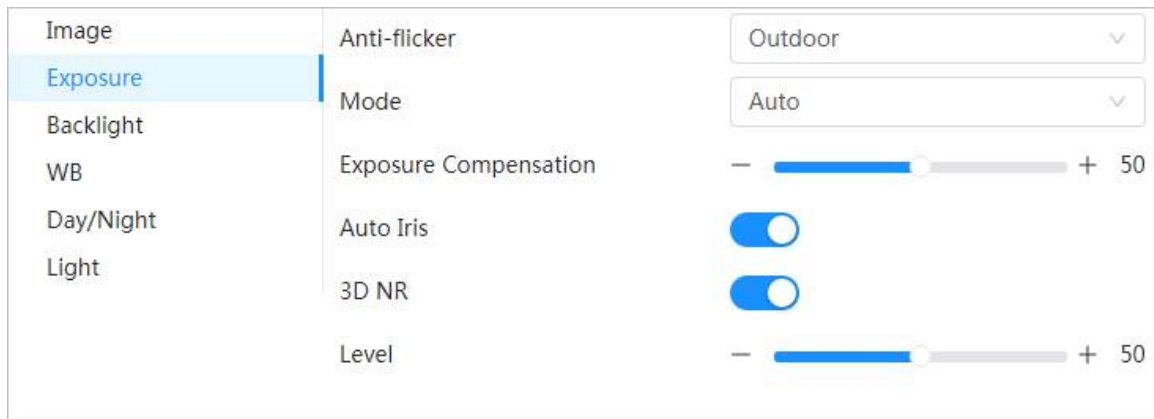 Image
Exposure
Backlight
WB
Day/Night
Light
Anti-flicker Outdoor
Mode Auto
Exposure Compensation − + 50
Auto Iris
3D NR
Level − + 50